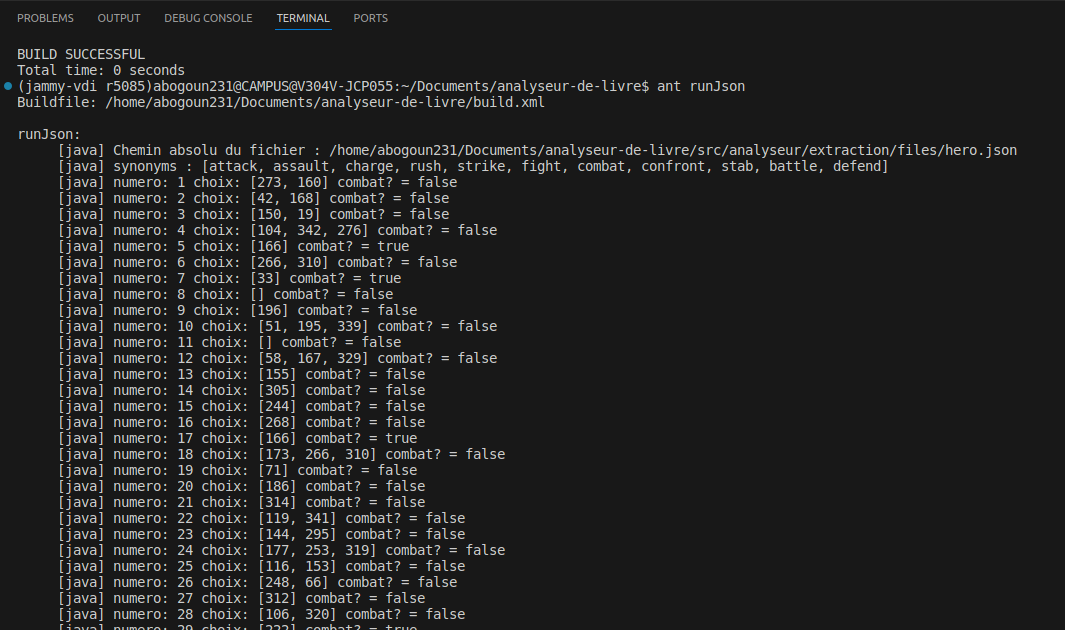 PROBLEMS OUTPUT DEBUG CONSOLE TERMINAL PORTS
BUILD SUCCESSFUL
Total time: 0 seconds
(jammy-vdi r5085)abogoun231@CAMPUS@V304V-JCP055:~/Documents/analyseur-de-livre$ ant runJson
Buildfile: /home/abogoun231/Documents/analyseur-de-livre/build.xml
runJson:
[java] Chemin absolu du fichier : /home/abogoun231/Documents/analyseur-de-livre/src/analyseur/extraction/files/hero.json
[java] synonyms : [attack, assault, charge, rush, strike, fight, combat, confront, stab, battle, defend]
[java] numero: 1 choix: [273, 160] combat? = false
[java] numero: 2 choix: [42, 168] combat? = false
[java] numero: 3 choix: [150, 19] combat? = false
[java] numero: 4 choix: [104, 342, 276] combat? = false
[java] numero: 5 choix: [166] combat? = true
[java] numero: 6 choix: [266, 310] combat? = false
[java] numero: 7 choix: [33] combat? = true
[java] numero: 8 choix: [] combat? = false
[java] numero: 9 choix: [196] combat? = false
[java] numero: 10 choix: [51, 195, 339] combat? = false
[java] numero: 11 choix: [] combat? = false
[java] numero: 12 choix: [58, 167, 329] combat? = false
[java] numero: 13 choix: [155] combat? = false
[java] numero: 14 choix: [305] combat? = false
[java] numero: 15 choix: [244] combat? = false
[java] numero: 16 choix: [268] combat? = false
[java] numero: 17 choix: [166] combat? = true
[java] numero: 18 choix: [173, 266, 310] combat? = false
[java] numero: 19 choix: [71] combat? = false
[java] numero: 20 choix: [186] combat? = false
[java] numero: 21 choix: [314] combat? = false
[java] numero: 22 choix: [119, 341] combat? = false
[java] numero: 23 choix: [144, 295] combat? = false
[java] numero: 24 choix: [177, 253, 319] combat? = false
[java] numero: 25 choix: [116, 153] combat? = false
[java] numero: 26 choix: [248, 66] combat? = false
[java] numero: 27 choix: [312] combat? = false
[java] numero: 28 choix: [106, 320] combat? = false
[java] numero: 29 choix: [222] combat? = true